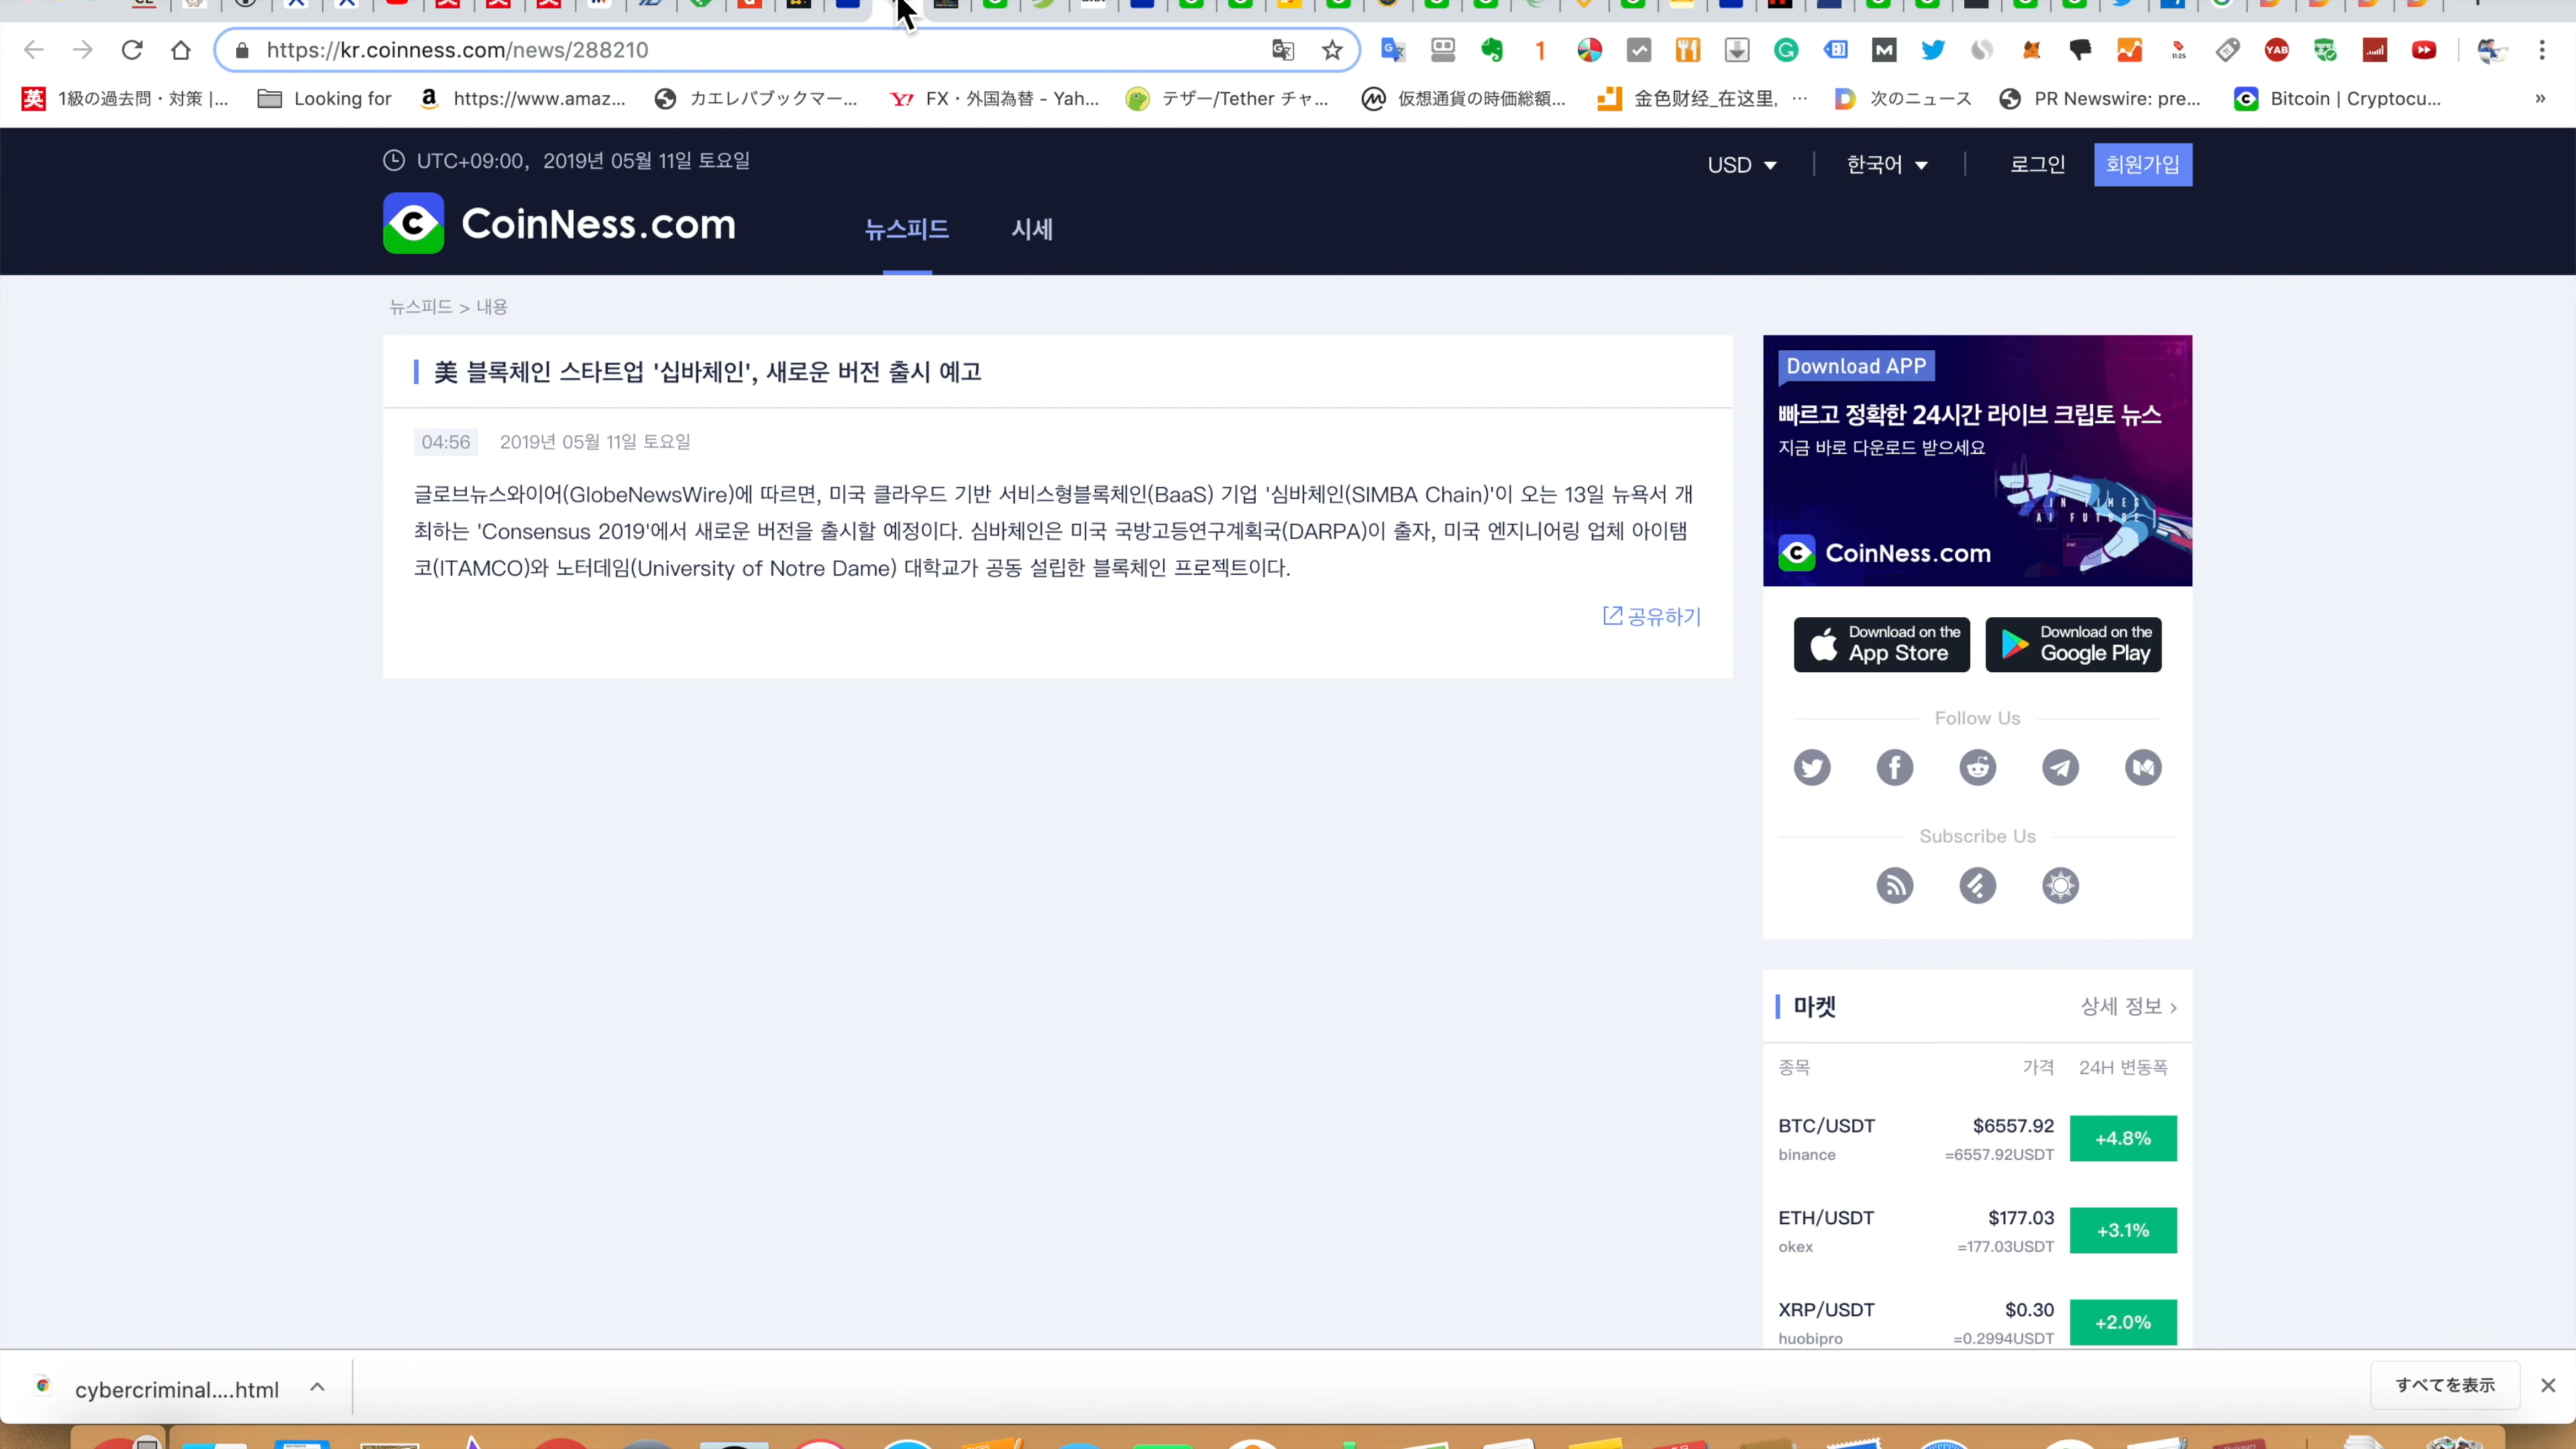 https://kr.coinness.com/news/288210
1級の過去問・対策 |...
Looking for
https://www.amaz...
カエレバブックマー...
FX・外国為替 - Yah...
テザー/Tether チャ...
仮想通貨の時価総額...
金色财经_在这里, ...
次のニュース
PR Newswire: pre...
Bitcoin | Cryptocu...
»
UTC+09:00, 2019년 05월 11일 토요일
USD
한국어
로그인
회원가입
CoinNess.com
뉴스피드
시세
뉴스피드 > 내용
美 블록체인 스타트업 '십바체인', 새로운 버전 출시 예고
04:56 2019년 05월 11일 토요일
글로브뉴스와이어(GlobeNewsWire)에 따르면, 미국 클라우드 기반 서비스형블록체인(BaaS) 기업 '심바체인(SIMBA Chain)'이 오는 13일 뉴욕서 개
최하는 'Consensus 2019'에서 새로운 버전을 출시할 예정이다. 심바체인은 미국 국방고등연구계획국(DARPA)이 출자, 미국 엔지니어링 업체 아이탬
코(ITAMCO)와 노터데임(University of Notre Dame) 대학교가 공동 설립한 블록체인 프로젝트이다.
공유하기
Download APP
빠르고 정확한 24시간 라이브 크립토 뉴스
지금 바로 다운로드 받으세요
IN TIMES
AI FUTURE
CoinNess.com
Download on the
App Store
Download on the
Google Play
Follow Us
Subscribe Us
마켓
상세 정보 ›
종목 가격 24H 변동폭
BTC/USDT $6557.92 +4.8%
binance =6557.92USDT
ETH/USDT $177.03 +3.1%
okex =177.03USDT
XRP/USDT $0.30 +2.0%
huobipro =0.2994USDT
cybercriminal....html
すべてを表示